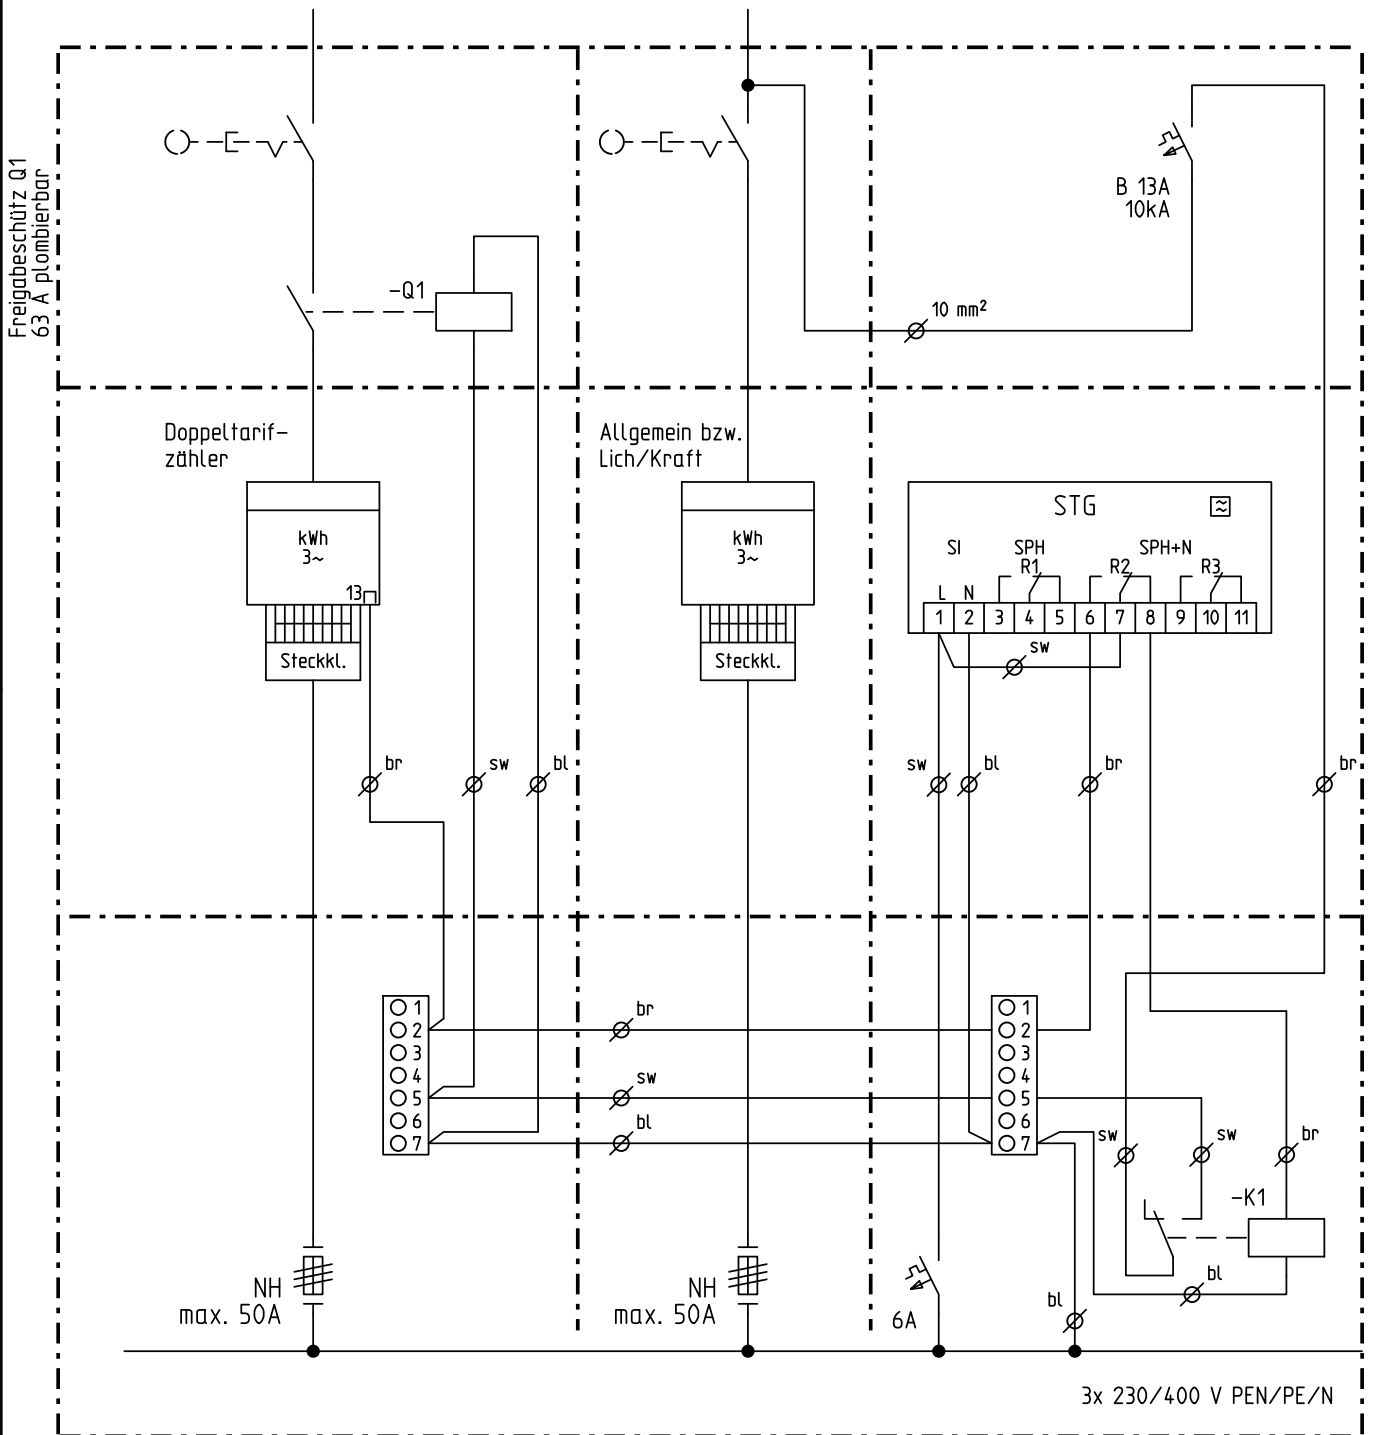 Freigabeschütz Q1
63 A plombierbar
B 13A
10kA
-Q1
10 mm²
Doppeltarif-
zähler
Allgemein bzw.
Lich/Kraft
kWh
3~
13
Steckkl.
kWh
3~
Steckkl.
STG
SI SPH SPH+N
R1 R2 R3
L N
1 2 3 4 5 6 7 8 9 10 11
sw
br sw bl sw bl br br
1
2
3
4
5
6
7
br
sw
bl
1
2
3
4
5
6
7
sw sw br
-K1
bl
NH
max. 50A
NH
max. 50A
6A
bl
3x 230/400 V PEN/PE/N